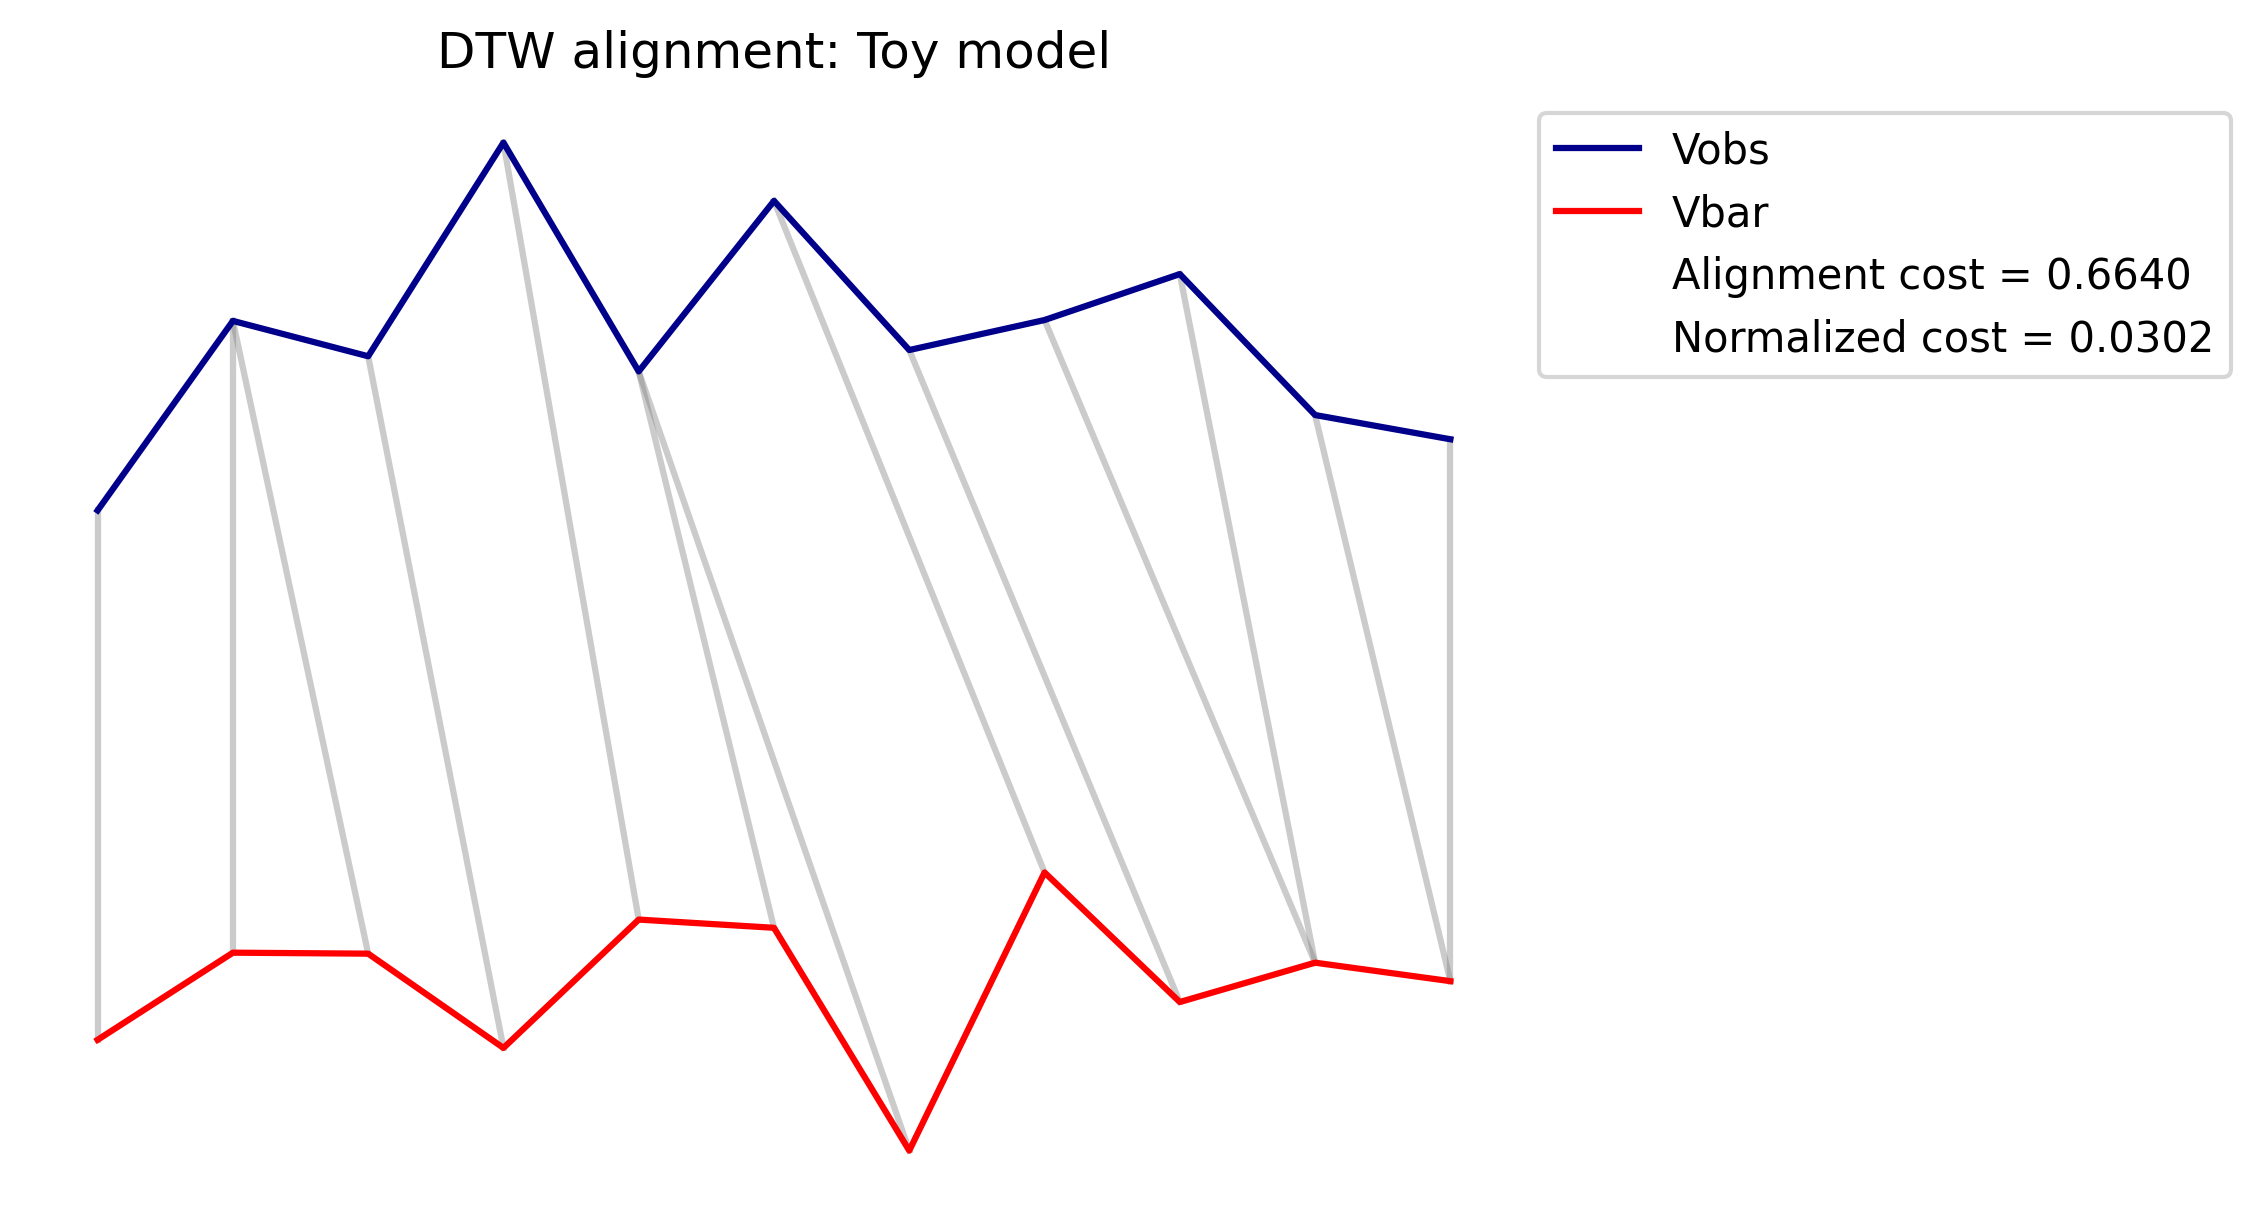 DTW alignment: Toy model
Vobs
Vbar
Alignment cost = 0.6640
Normalized cost = 0.0302